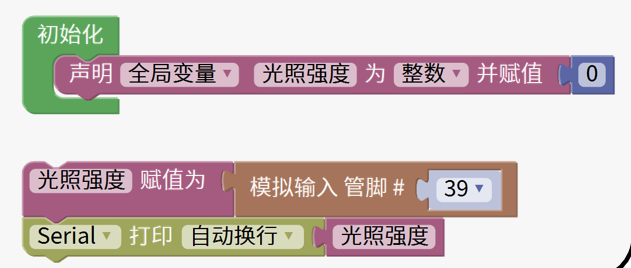 初始化
声明 全局变量 光照强度 为 整数 并赋值 0
光照强度 赋值为 模拟输入 管脚 # 39
Serial 打印 自动换行 光照强度